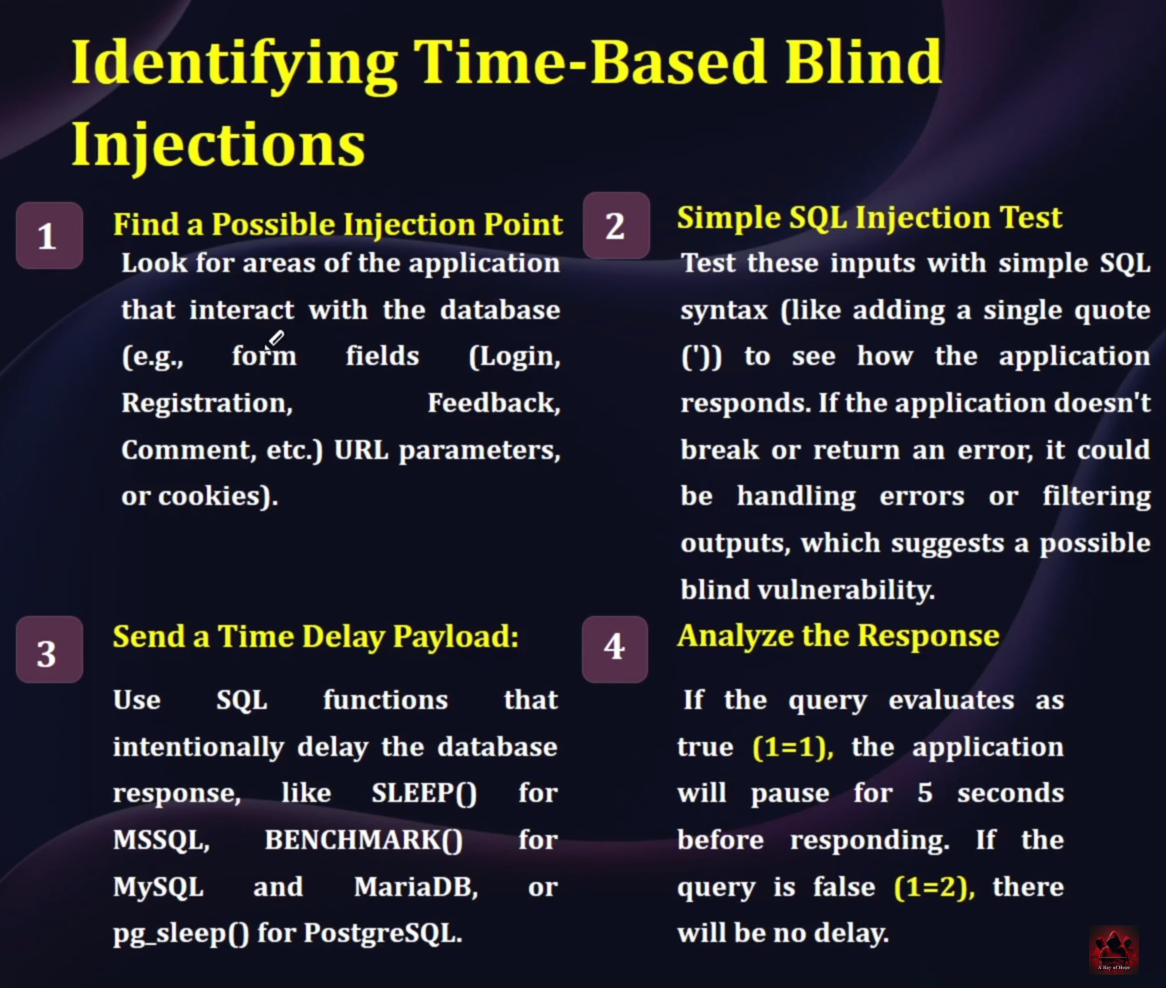 Identifying Time-Based Blind
Injections
1
Find a Possible Injection Point
Look for areas of the application
that interact with the database
(e.g., form fields (Login,
Registration, Feedback,
Comment, etc.) URL parameters,
or cookies).
2
Simple SQL Injection Test
Test these inputs with simple SQL
syntax (like adding a single quote
(')) to see how the application
responds. If the application doesn't
break or return an error, it could
be handling errors or filtering
outputs, which suggests a possible
blind vulnerability.
3
Send a Time Delay Payload:
Use SQL functions that
intentionally delay the database
response, like SLEEP() for
MSSQL, BENCHMARK() for
MySQL and MariaDB, or
pg_sleep() for PostgreSQL.
4
Analyze the Response
If the query evaluates as
true (1=1), the application
will pause for 5 seconds
before responding. If the
query is false (1=2), there
will be no delay.
A Ray of Hope